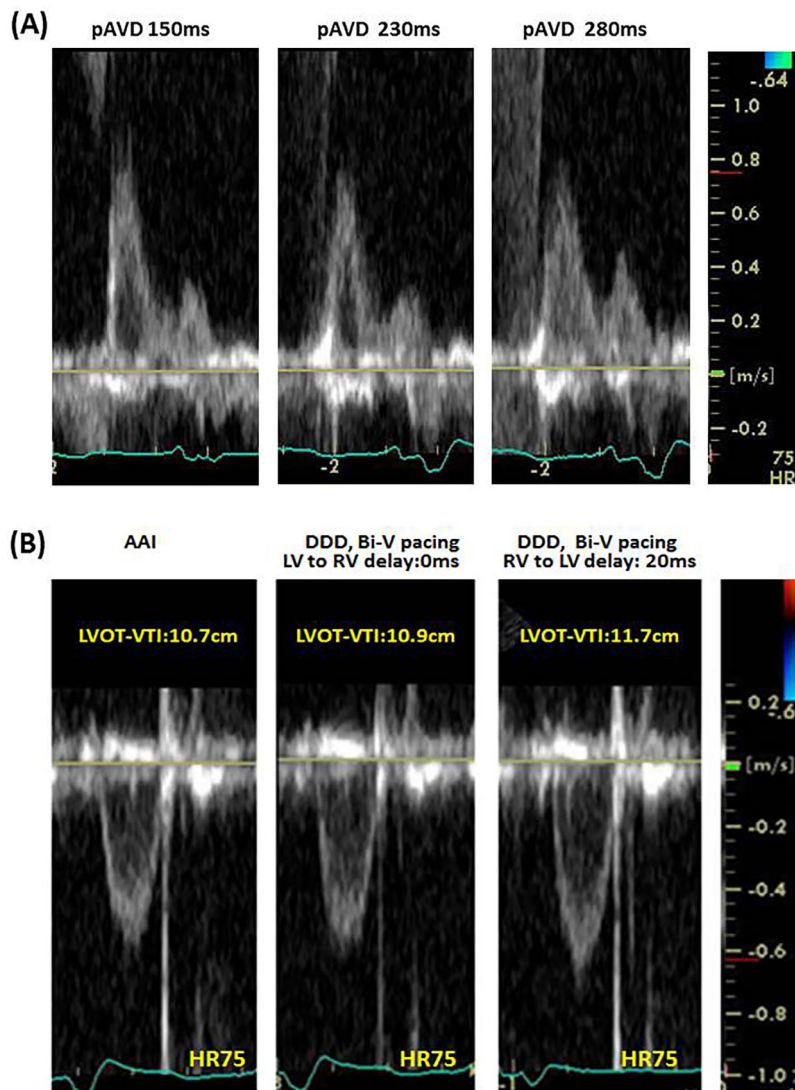 (A)
pAVD 150ms
pAVD 230ms
pAVD 280ms
-.64
1.0
0.8
0.6
0.4
0.2
[m/s]
-0.2
75
HR
2
-2
-2
(B)
AAI
DDD, Bi-V pacing
LV to RV delay:0ms
DDD, Bi-V pacing
RV to LV delay: 20ms
LVOT-VTI:10.7cm
LVOT-VTI:10.9cm
LVOT-VTI:11.7cm
0.2
-.6
[m/s]
-0.2
-0.4
-0.6
-0.8
-1.0
HR75
HR75
HR75
-1